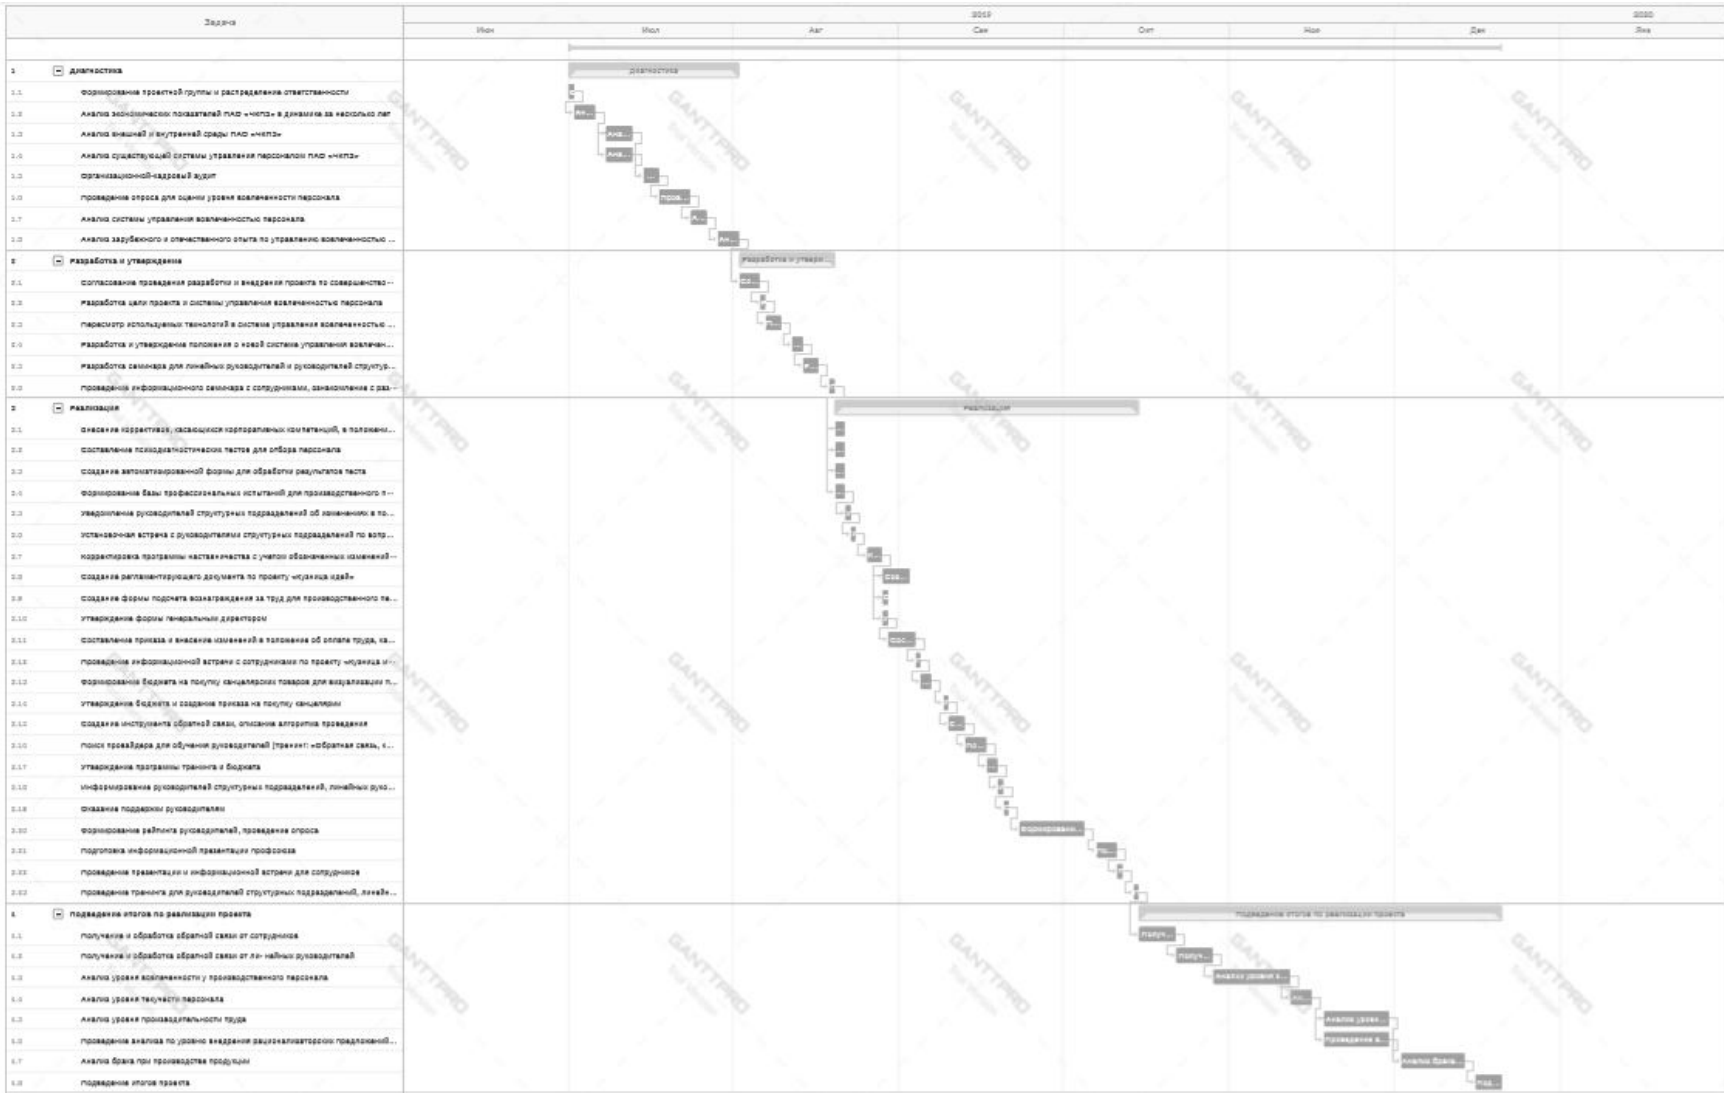 Задача
2019
2020
Июн
Июл
Авг
Сен
Окт
Ноя
Дек
Янв
1 Диагностика
Диагностика
1.1 Формирование проектной группы и распределение ответственности
1.2 Анализ экономических показателей ПАО «ЧКПЗ» в динамике за несколько лет
Ан...
1.3 Анализ внешней и внутренней среды ПАО «ЧКПЗ»
Ана...
1.4 Анализ существующей системы управления персоналом ПАО «ЧКПЗ»
Ана...
1.5 Организационной-кадровый аудит
...
1.6 Проведение опроса для оценки уровня вовлеченности персонала
Пров...
1.7 Анализ системы управления вовлеченностью персонала
А...
1.8 Анализ зарубежного и отечественного опыта по управлению вовлеченностью ...
Ан...
2 Разработка и утверждение
Разработка и утверж...
2.1 Согласование проведения разработки и внедрения проекта по совершенство...
Со...
2.2 Разработка цели проекта и системы управления вовлеченностью персонала
2.3 Пересмотр используемых технологий в системе управления вовлеченностью ...
2.4 Разработка и утверждение положения о новой системе управления вовлечен...
2.5 Разработка семинара для линейных руководителей и руководителей структур...
2.6 Проведение информационного семинара с сотрудниками, ознакомление с раз...
3 Реализация
Реализация
3.1 Внесение коррективов, касающихся корпоративных компетенций, в положени...
3.2 Составление психодиагностических тестов для отбора персонала
3.3 Создание автоматизированной формы для обработки результатов теста
3.4 Формирование базы профессиональных испытаний для производственного п...
3.5 Уведомление руководителей структурных подразделений об изменениях в по...
3.6 Установочная встреча с руководителями структурных подразделений по вопр...
3.7 Корректировка программы наставничества с учетом обозначенных изменений...
3.8 Создание регламентирующего документа по проекту «Кузница идей»
Соз...
3.9 Создание формы подсчета вознаграждения за труд для производственного пе...
3.10 Утверждение формы генеральным директором
3.11 Составление приказа и внесение изменений в положение об оплате труда, ка...
Сос...
3.12 Проведение информационной встречи с сотрудниками по проекту «Кузница и...
3.13 Формирование бюджета на покупку канцелярских товаров для визуализации п...
3.14 Утверждение бюджета и создание приказа на покупку канцелярии
3.15 Создание инструмента обратной связи, описание алгоритма проведения
С...
3.16 Поиск провайдера для обучения руководителей (тренинг: «Обратная связь, к...
По...
3.17 Утверждение программы тренинга и бюджета
3.18 Информирование руководителей структурных подразделений, линейных руко...
3.19 Оказание поддержки руководителям
3.20 Формирование рейтинга руководителей, проведение опроса
Формировани...
3.21 Подготовка информационной презентации профсоюза
По...
3.22 Проведение презентации и информационной встречи для сотрудников
3.23 Проведение тренинга для руководителей структурных подразделений, линейн...
4 Подведение итогов по реализации проекта
Подведение итогов по реализации проекта
4.1 Получение и обработка обратной связи от сотрудников
Получ...
4.2 Получение и обработка обратной связи от ли- нейных руководителей
Получ...
4.3 Анализ уровня вовлеченности у производственного персонала
Анализ уровня в...
4.4 Анализ уровня текучести персонала
Ан...
4.5 Анализ уровня производительности труда
Анализ уровн...
4.6 Проведение анализа по уровню внедрения рационализаторских предложений...
Проведение а...
4.7 Анализ брака при производстве продукции
Анализ брака...
4.8 Подведение итогов проекта
Под...
GANTTPRO
Trial Version